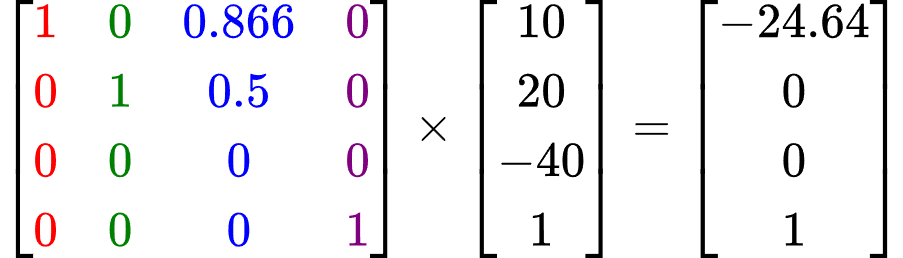 [1 0 0.866 0] [10] [−24.64]
[0 1 0.5 0] × [20] = [0]
[0 0 0 0] [−40] [0]
[0 0 0 1] [1] [1]